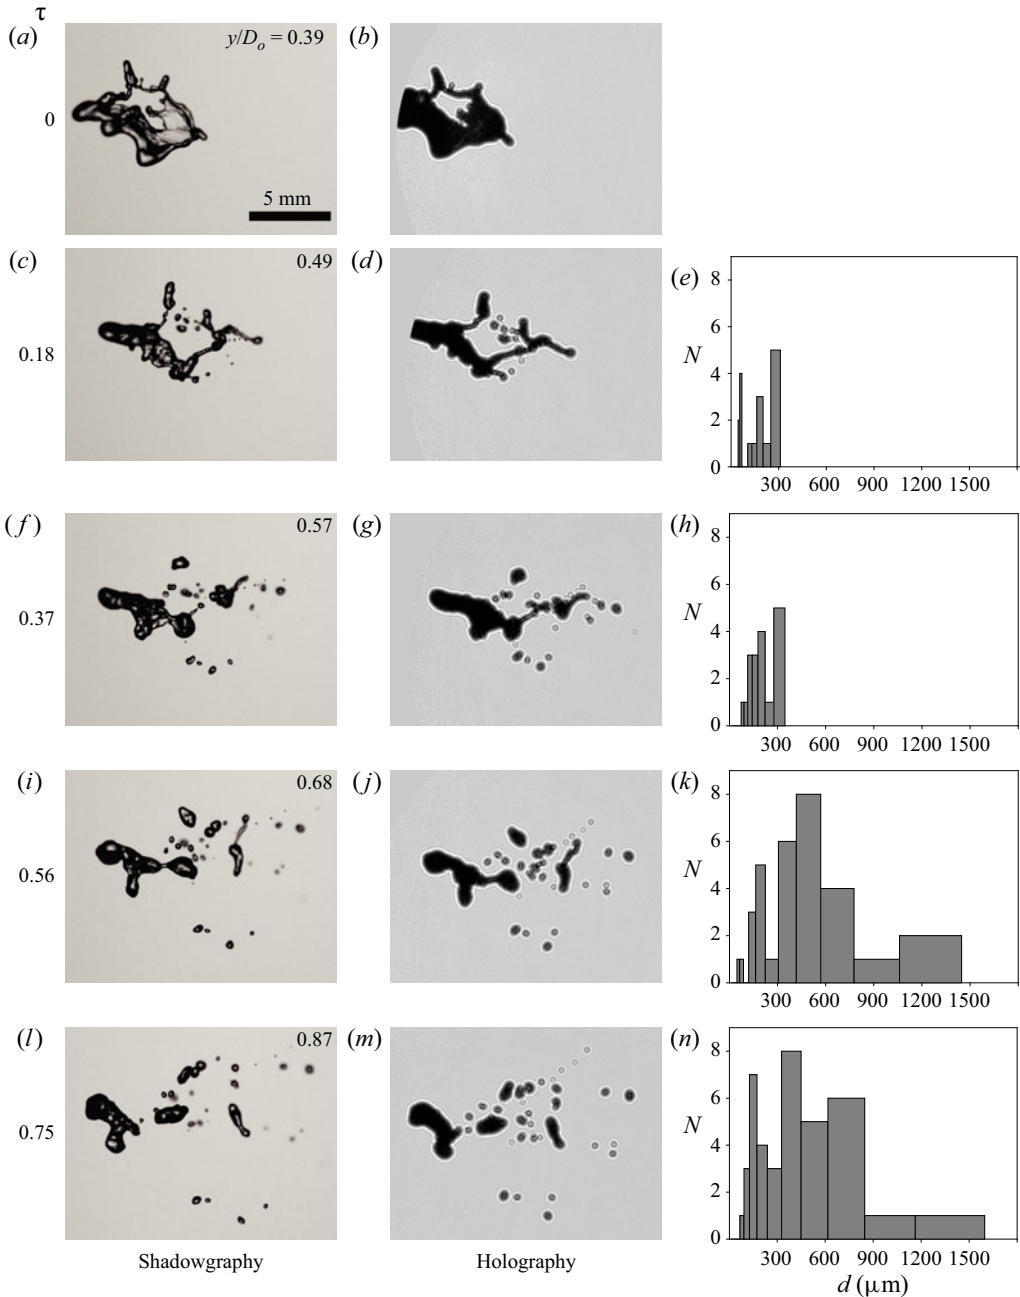 τ
(a) y/Do = 0.39 (b)
0
5 mm
(c) 0.49 (d) (e)
8
6
N
4
0.18
2
0
300 600 900 1200 1500
(f) 0.57 (g) (h)
8
6
N
4
0.37
2
0
300 600 900 1200 1500
(i) 0.68 (j) (k)
8
6
N
4
0.56
2
0
300 600 900 1200 1500
(l) 0.87 (m) (n)
8
6
N
4
0.75
2
0
300 600 900 1200 1500
Shadowgraphy Holography d (μm)